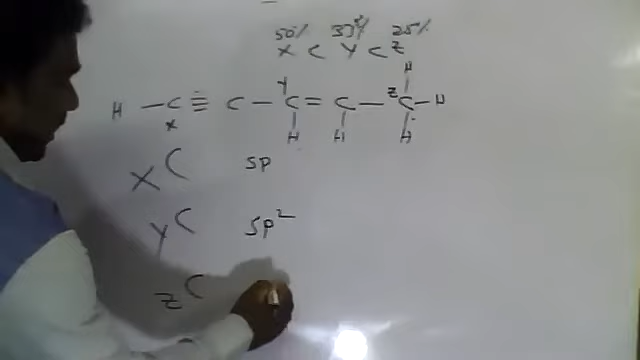 50% 33% 25%
X C Y C Z
H
H — C ≡ C — C = C — C — H
X Y Z
H H H
X C sp
Y C sp²
Z C